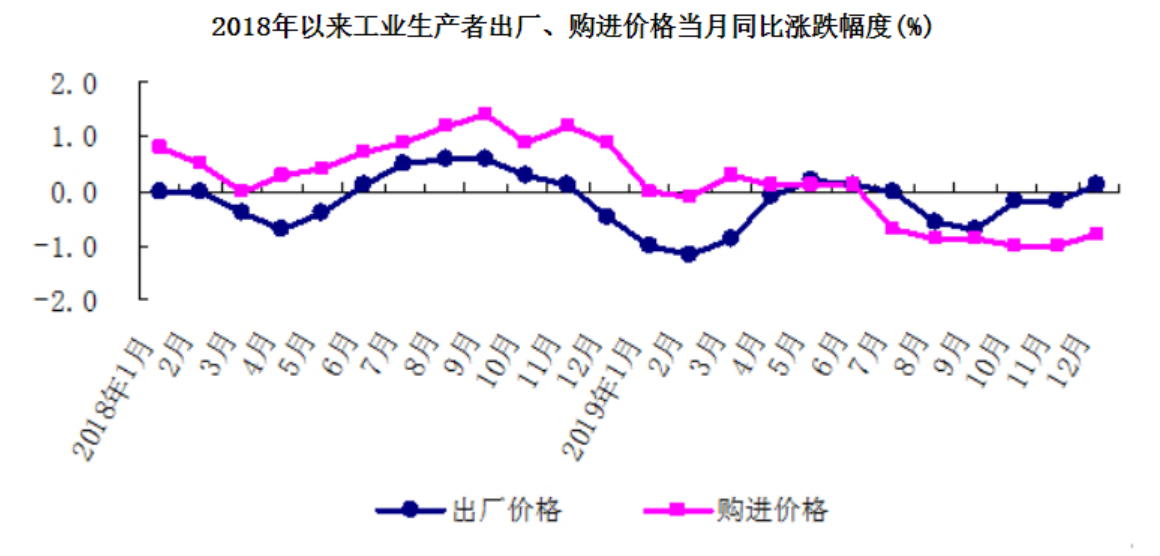 2018年以来工业生产者出厂、购进价格当月同比涨跌幅度(%)
2.0
1.0
0.0
-1.0
-2.0
2018年1月
2月
3月
4月
5月
6月
7月
8月
9月
10月
11月
12月
2019年1月
2月
3月
4月
5月
6月
7月
8月
9月
10月
11月
12月
出厂价格
购进价格